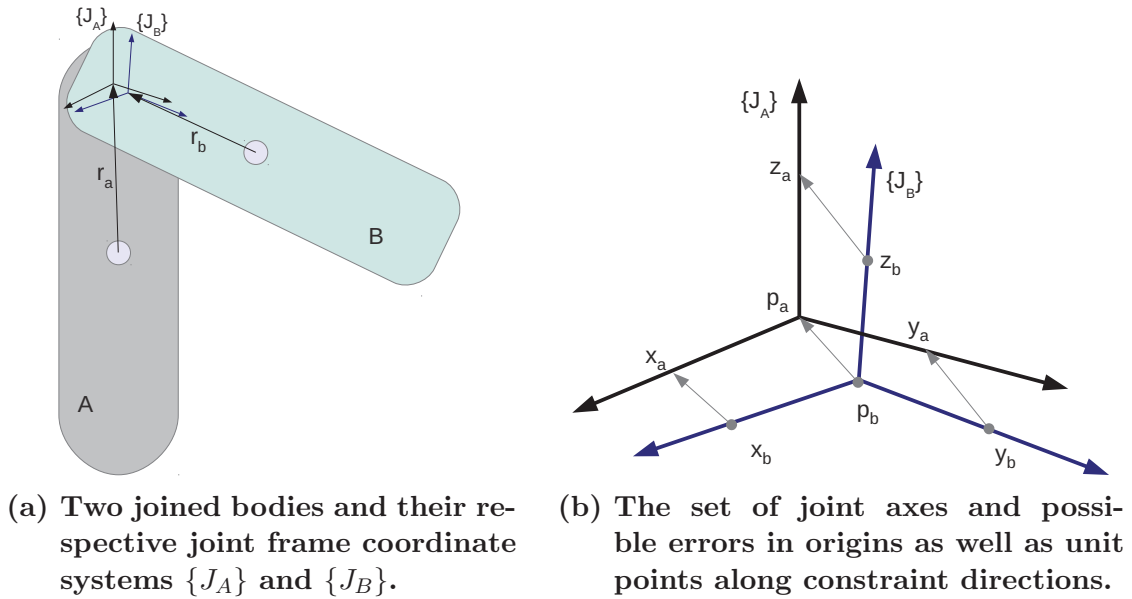 {J_A}
{J_B}
r_b
r_a
B
A
{J_A}
z_a
{J_B}
z_b
p_a
y_a
x_a
p_b
x_b
y_b
(a) Two joined bodies and their re-
spective joint frame coordinate
systems {J_A} and {J_B}.
(b) The set of joint axes and possi-
ble errors in origins as well as unit
points along constraint directions.